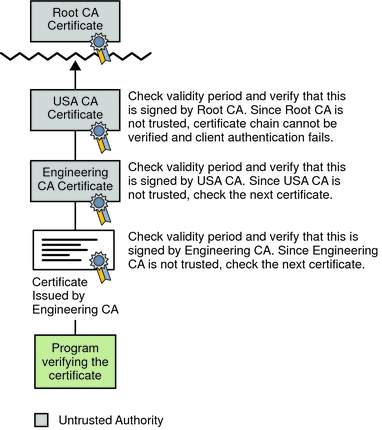 Root CA
Certificate
USA CA
Certificate
Check validity period and verify that this
is signed by Root CA. Since Root CA is
not trusted, certificate chain cannot be
verified and client authentication fails.
Engineering
CA Certificate
Check validity period and verify that this
is signed by USA CA. Since USA CA is
not trusted, check the next certificate.
Check validity period and verify that this is
signed by Engineering CA. Since Engineering
CA is not trusted, check the next certificate.
Certificate
Issued by
Engineering CA
Program
verifying the
certificate
Untrusted Authority